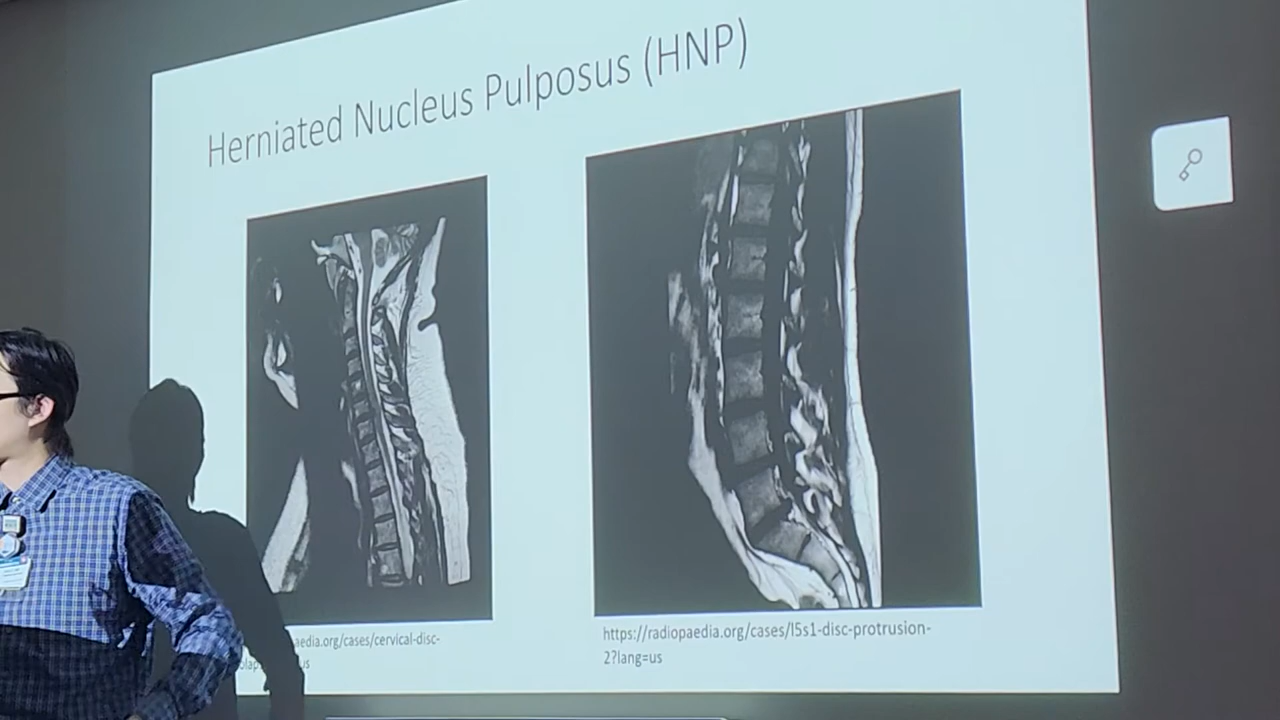 Herniated Nucleus Pulposus (HNP)
aedia.org/cases/cervical-disc-
us
https://radiopaedia.org/cases/l5s1-disc-protrusion-
2?lang=us